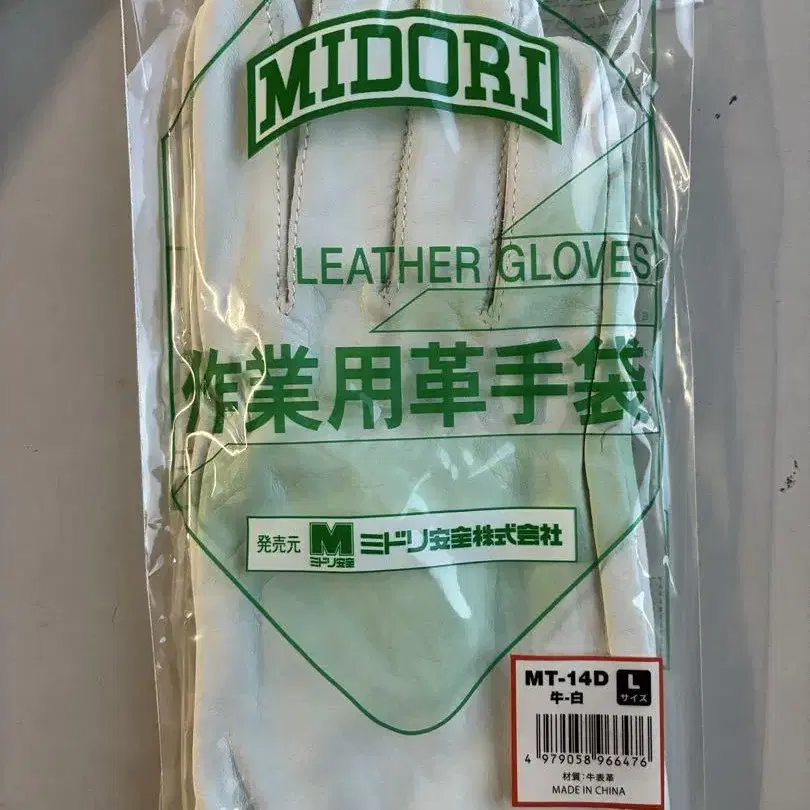 MIDORI
LEATHER GLOVES
作業用革手袋
発売元 M ミドリ安全 ミドリ安全株式会社
MT-14D L
牛-白 サイズ
4 979058 966476
材質:牛表革
MADE IN CHINA